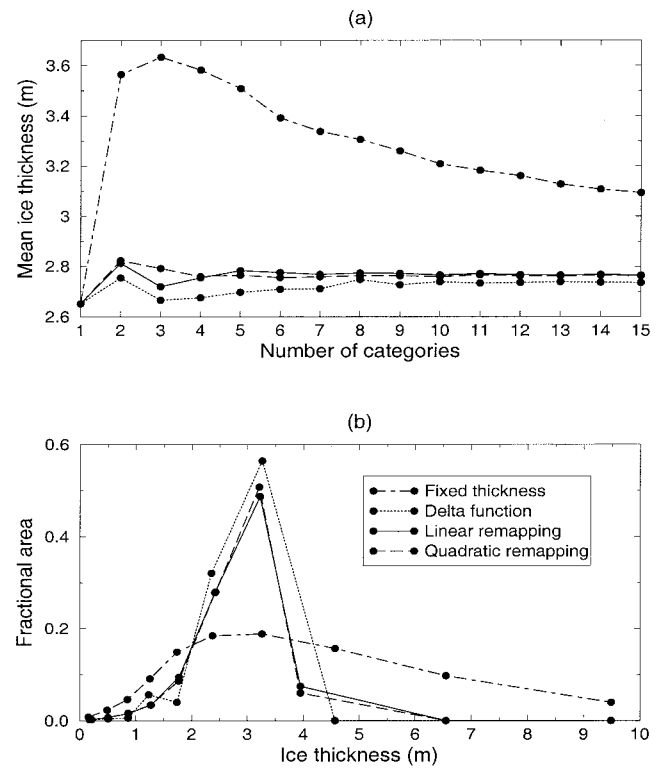 (a)
3.6
3.4
3.2
3
2.8
2.6
Mean ice thickness (m)
1 2 3 4 5 6 7 8 9 10 11 12 13 14 15
Number of categories
(b)
0.6
0.4
0.2
0.0
Fractional area
Fixed thickness
Delta function
Linear remapping
Quadratic remapping
0 1 2 3 4 5 6 7 8 9 10
Ice thickness (m)